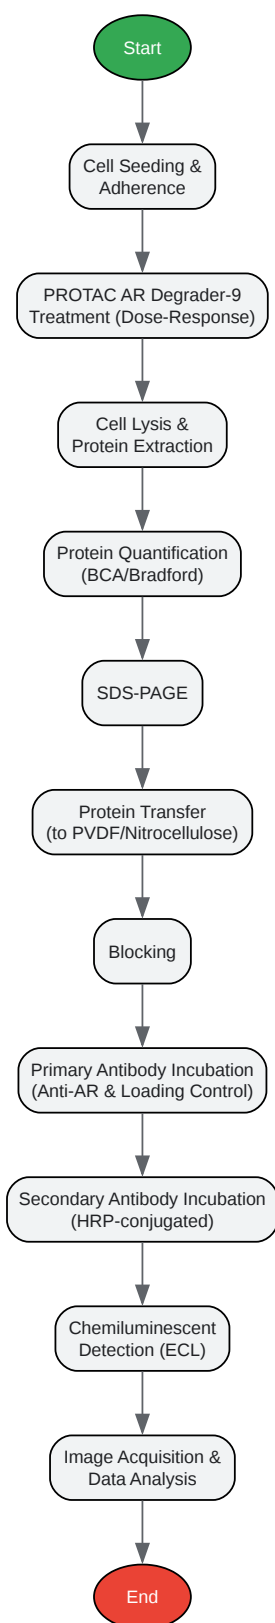 Start
Cell Seeding &
Adherence
PROTAC AR Degrader-9
Treatment (Dose-Response)
Cell Lysis &
Protein Extraction
Protein Quantification
(BCA/Bradford)
SDS-PAGE
Protein Transfer
(to PVDF/Nitrocellulose)
Blocking
Primary Antibody Incubation
(Anti-AR & Loading Control)
Secondary Antibody Incubation
(HRP-conjugated)
Chemiluminescent
Detection (ECL)
Image Acquisition &
Data Analysis
End